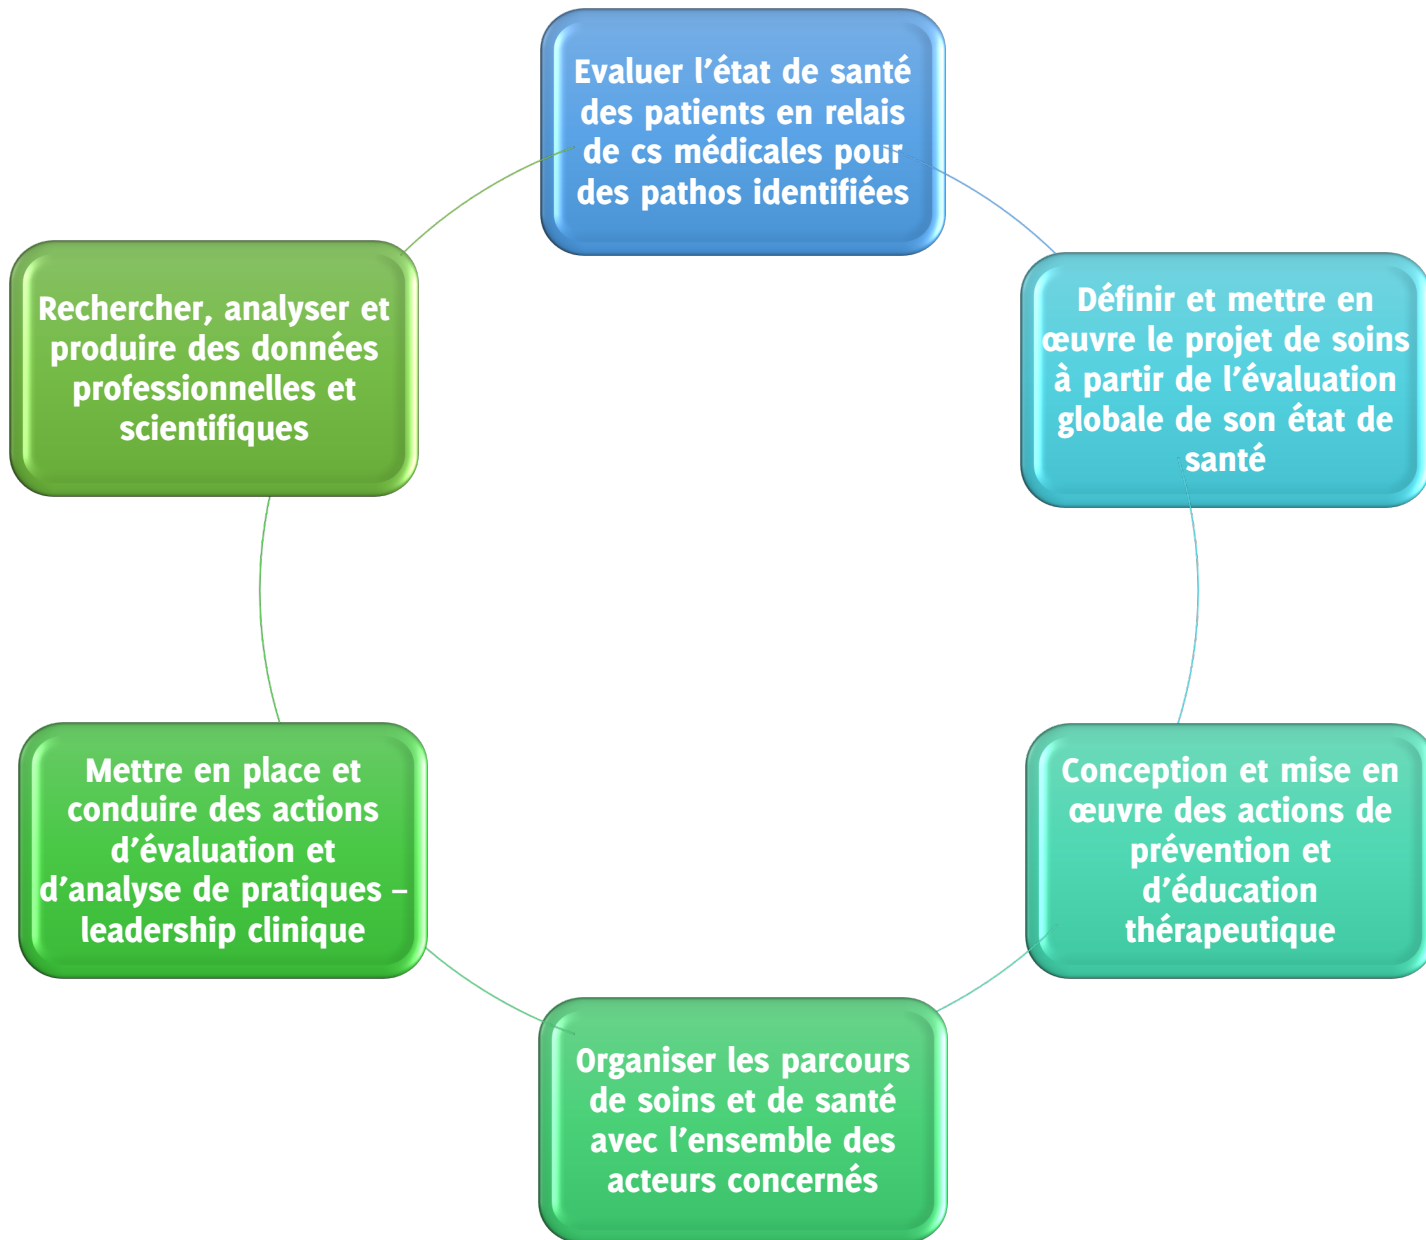 Evaluer l'état de santé
des patients en relais
de cs médicales pour
des pathos identifiées
Définir et mettre en
œuvre le projet de soins
à partir de l'évaluation
globale de son état de
santé
Conception et mise en
œuvre des actions de
prévention et
d'éducation
thérapeutique
Organiser les parcours
de soins et de santé
avec l'ensemble des
acteurs concernés
Mettre en place et
conduire des actions
d'évaluation et
d'analyse de pratiques –
leadership clinique
Rechercher, analyser et
produire des données
professionnelles et
scientifiques